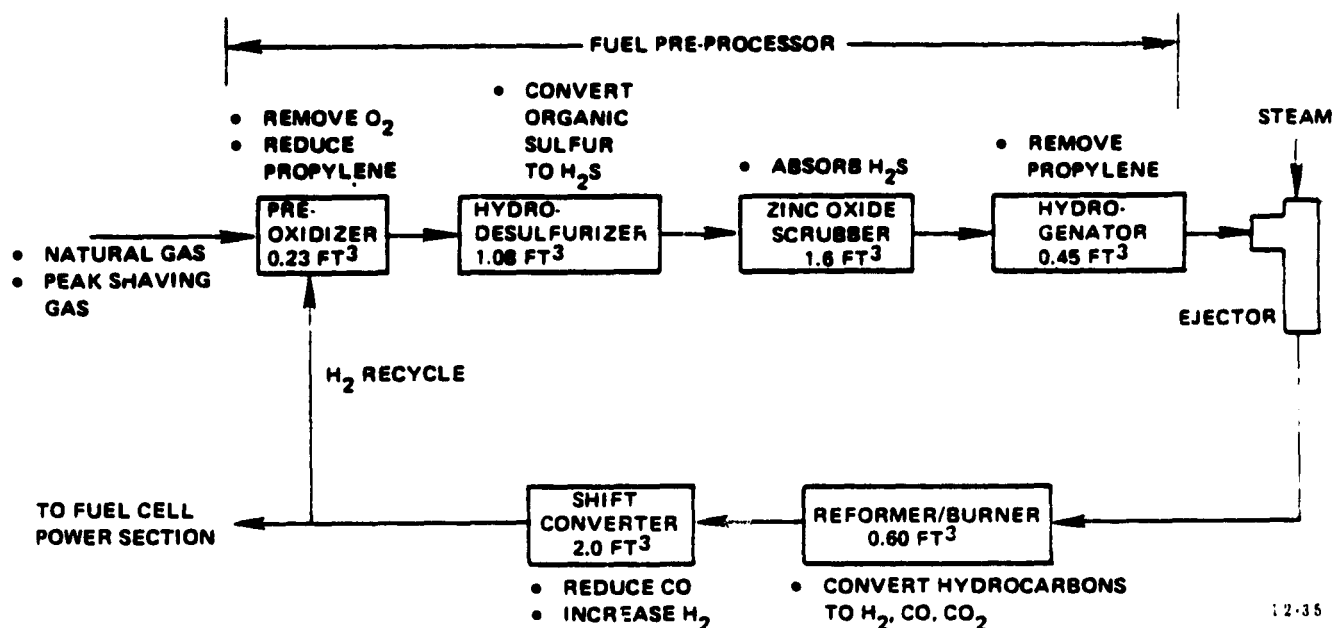 FUEL PRE-PROCESSOR
• REMOVE O2
• REDUCE
PROPYLENE
• CONVERT
ORGANIC
SULFUR
TO H2S
• ABSORB H2S
• REMOVE
PROPYLENE
STEAM
PRE-
OXIDIZER
0.23 FT3
HYDRO-
DESULFURIZER
1.08 FT3
ZINC OXIDE
SCRUBBER
1.6 FT3
HYDRO-
GENATOR
0.45 FT3
• NATURAL GAS
• PEAK SHAVING
GAS
EJECTOR
H2 RECYCLE
TO FUEL CELL
POWER SECTION
SHIFT
CONVERTER
2.0 FT3
REFORMER/BURNER
0.60 FT3
• REDUCE CO
• INCREASE H2
• CONVERT HYDROCARBONS
TO H2, CO, CO2
12-35